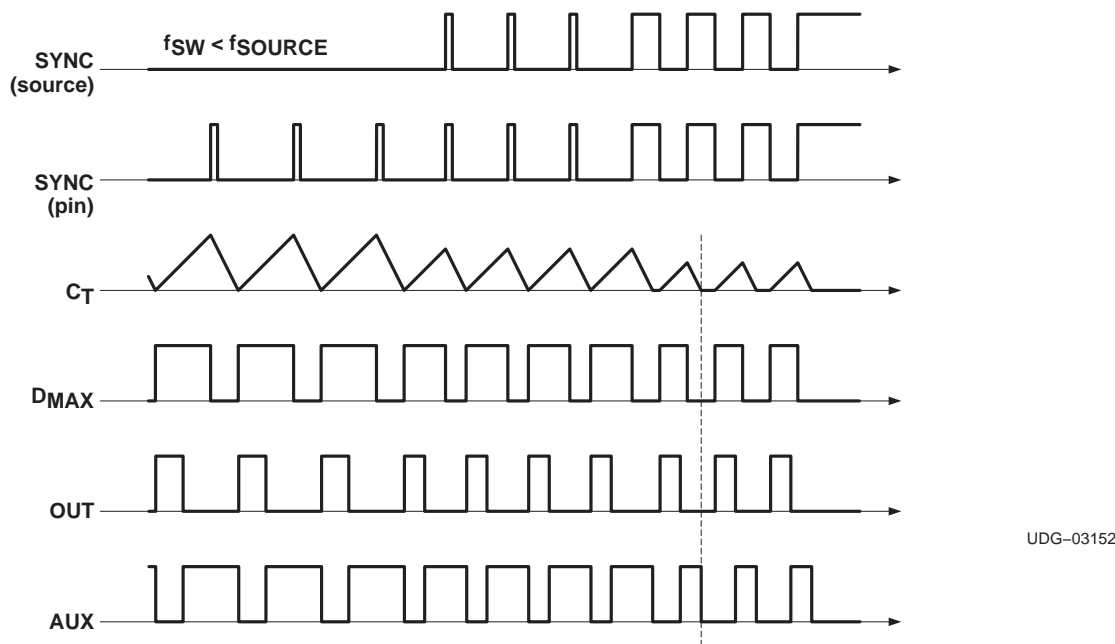 fSW < fSOURCE
SYNC
(source)
SYNC
(pin)
CT
DMAX
OUT
AUX
UDG–03152